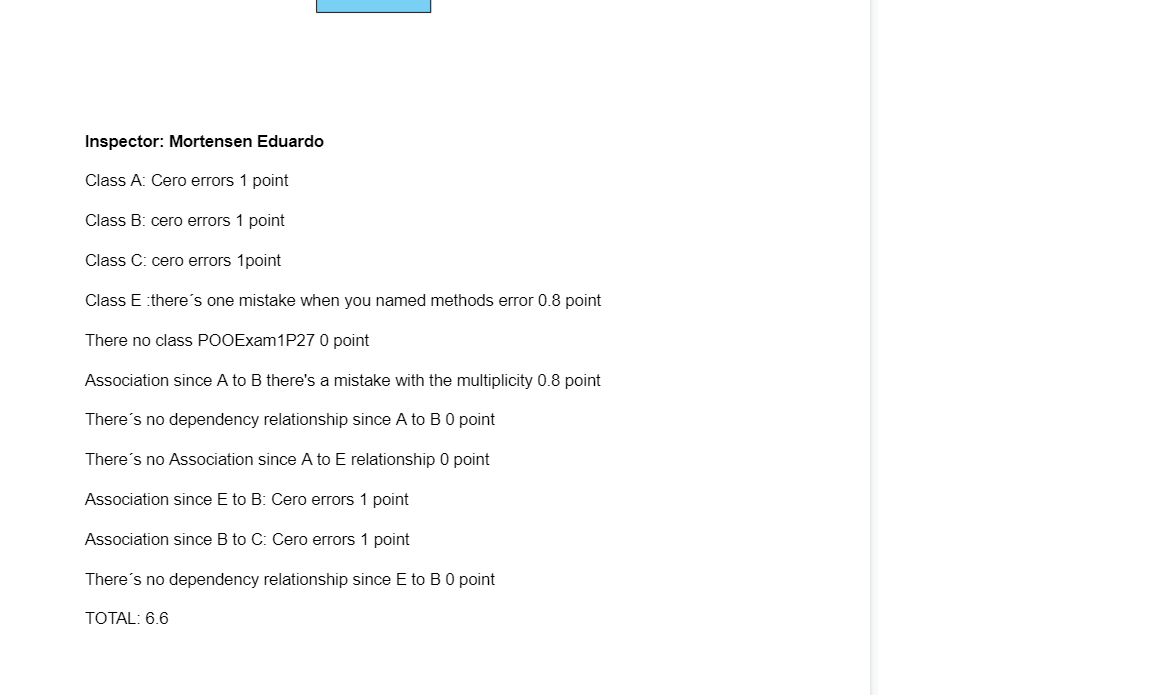 Inspector: Mortensen Eduardo
Class A: Cero errors 1 point
Class B: cero errors 1 point
Class C: cero errors 1point
Class E :there´s one mistake when you named methods error 0.8 point
There no class POOExam1P27 0 point
Association since A to B there's a mistake with the multiplicity 0.8 point
There´s no dependency relationship since A to B 0 point
There´s no Association since A to E relationship 0 point
Association since E to B: Cero errors 1 point
Association since B to C: Cero errors 1 point
There´s no dependency relationship since E to B 0 point
TOTAL: 6.6